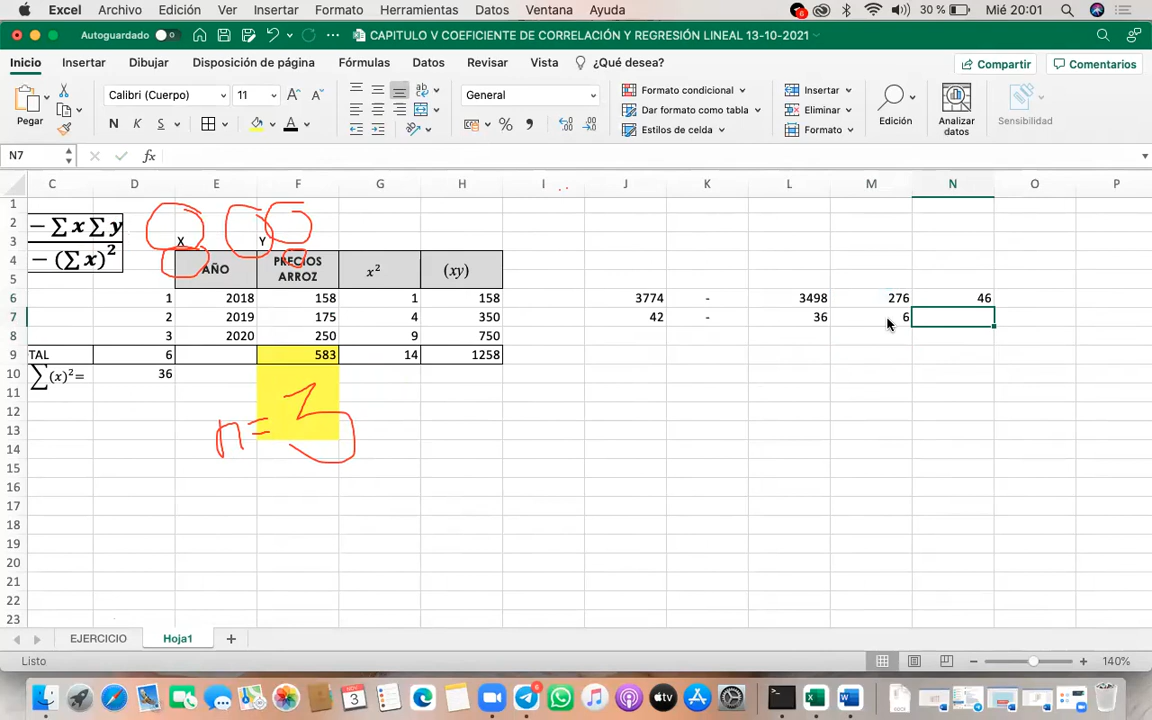 Excel Archivo Edición Ver Insertar Formato Herramientas Datos Ventana Ayuda 30 % Mié 20:01
Autoguardado CAPITULO V COEFICIENTE DE CORRELACIÓN Y REGRESIÓN LINEAL 13-10-2021
Inicio Insertar Dibujar Disposición de página Fórmulas Datos Revisar Vista ¿Qué desea? Compartir Comentarios
Pegar Calibri (Cuerpo) 11 General Formato condicional Insertar Edición Analizar datos Sensibilidad
N K S % Dar formato como tabla Eliminar
Estilos de celda Formato
N7 fx
C D E F G H I J K L M N O P
1
2 − ∑ x ∑ y
3 − (∑ x)² X Y
4 AÑO PRECIOS ARROZ x² (xy)
5
6 1 2018 158 1 158 3774 - 3498 276 46
7 2 2019 175 4 350 42 - 36 6
8 3 2020 250 9 750
9 TAL 6 583 14 1258
10 ∑(x)²= 36
11
12
13 n = 3
14
15
16
17
18
19
20
21
22
23
EJERCICIO Hoja1 +
Listo − + 140%